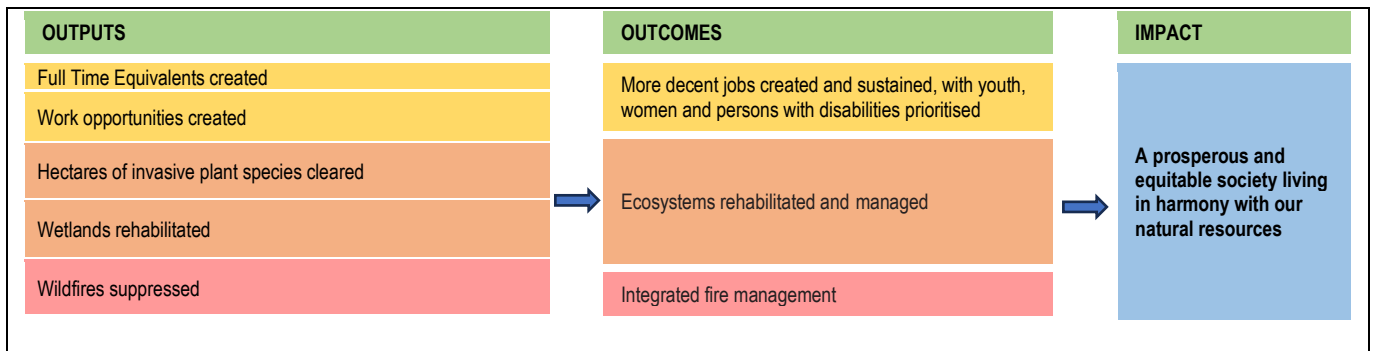 OUTPUTS
Full Time Equivalents created
Work opportunities created
Hectares of invasive plant species cleared
Wetlands rehabilitated
Wildfires suppressed
OUTCOMES
More decent jobs created and sustained, with youth,
women and persons with disabilities prioritised
Ecosystems rehabilitated and managed
Integrated fire management
IMPACT
A prosperous and
equitable society living
in harmony with our
natural resources